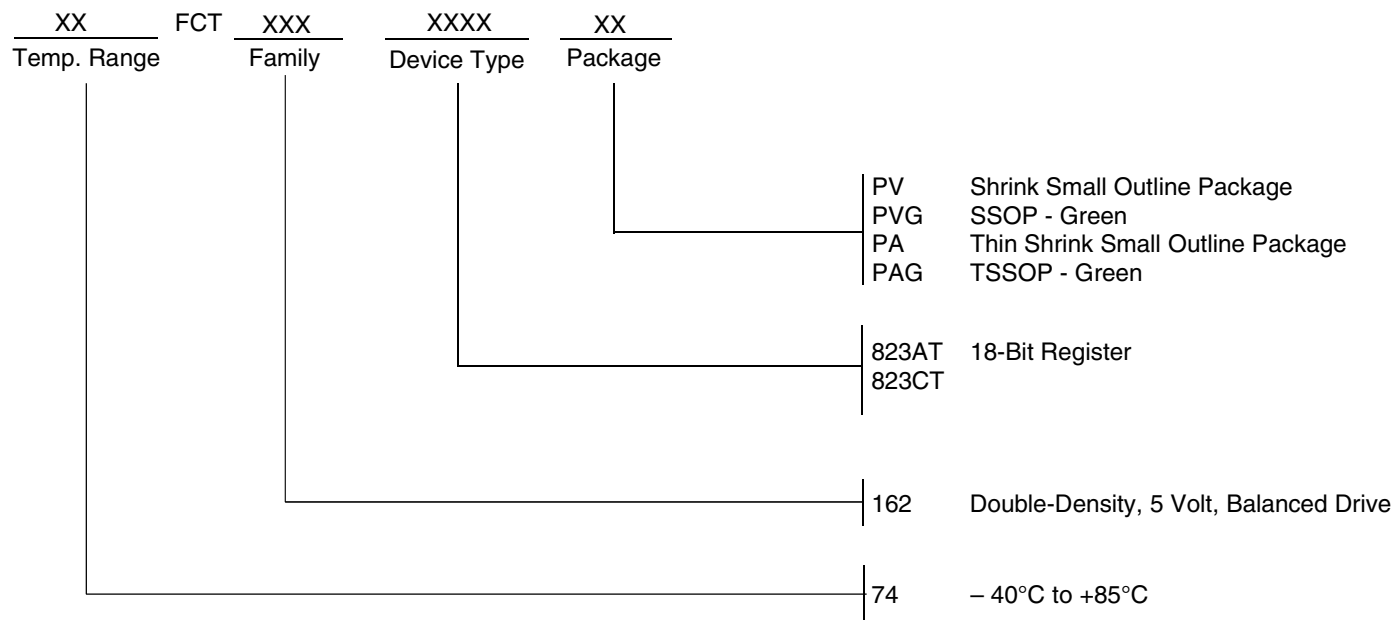 XX FCT XXX XXXX XX
Temp. Range Family Device Type Package
PV Shrink Small Outline Package
PVG SSOP - Green
PA Thin Shrink Small Outline Package
PAG TSSOP - Green
823AT 18-Bit Register
823CT
162 Double-Density, 5 Volt, Balanced Drive
74 – 40°C to +85°C